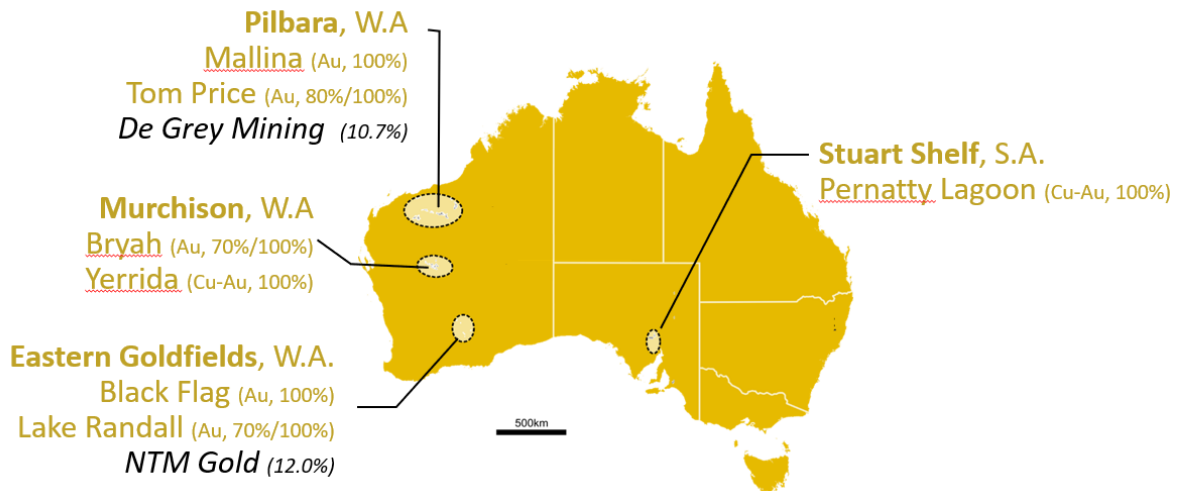 Pilbara, W.A
Mallina (Au, 100%)
Tom Price (Au, 80%/100%)
De Grey Mining (10.7%)
Murchison, W.A
Bryah (Au, 70%/100%)
Yerrida (Cu-Au, 100%)
Eastern Goldfields, W.A.
Black Flag (Au, 100%)
Lake Randall (Au, 70%/100%)
NTM Gold (12.0%)
Stuart Shelf, S.A.
Pernatty Lagoon (Cu-Au, 100%)
500km